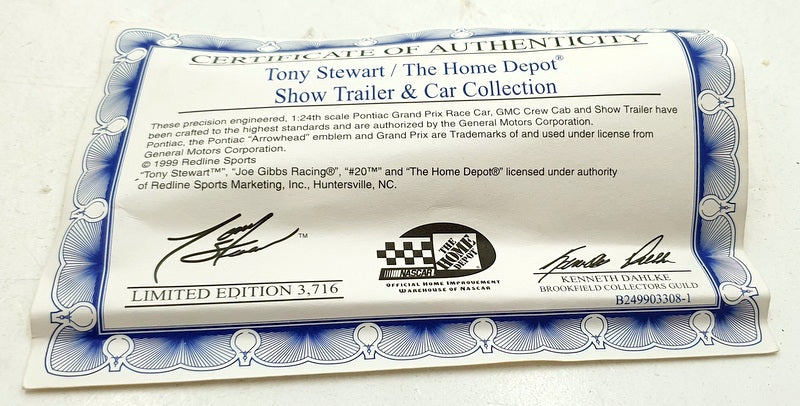 CERTIFICATE OF AUTHENTICITY
Tony Stewart / The Home Depot®
Show Trailer & Car Collection
These precision engineered, 1:24th scale Pontiac Grand Prix Race Car, GMC Crew Cab and Show Trailer have
been crafted to the highest standards and are authorized by the General Motors Corporation.
Pontiac, the Pontiac "Arrowhead" emblem and Grand Prix are Trademarks of and used under license from
General Motors Corporation.
© 1999 Redline Sports
"Tony Stewart™", "Joe Gibbs Racing®", "#20™" and "The Home Depot®" licensed under authority
of Redline Sports Marketing, Inc., Huntersville, NC.
Tony Stewart ™
LIMITED EDITION 3,716
THE
HOME
DEPOT
NASCAR
OFFICIAL HOME IMPROVEMENT
WAREHOUSE OF NASCAR
KENNETH DAHLKE
BROOKFIELD COLLECTORS GUILD
B249903308-1